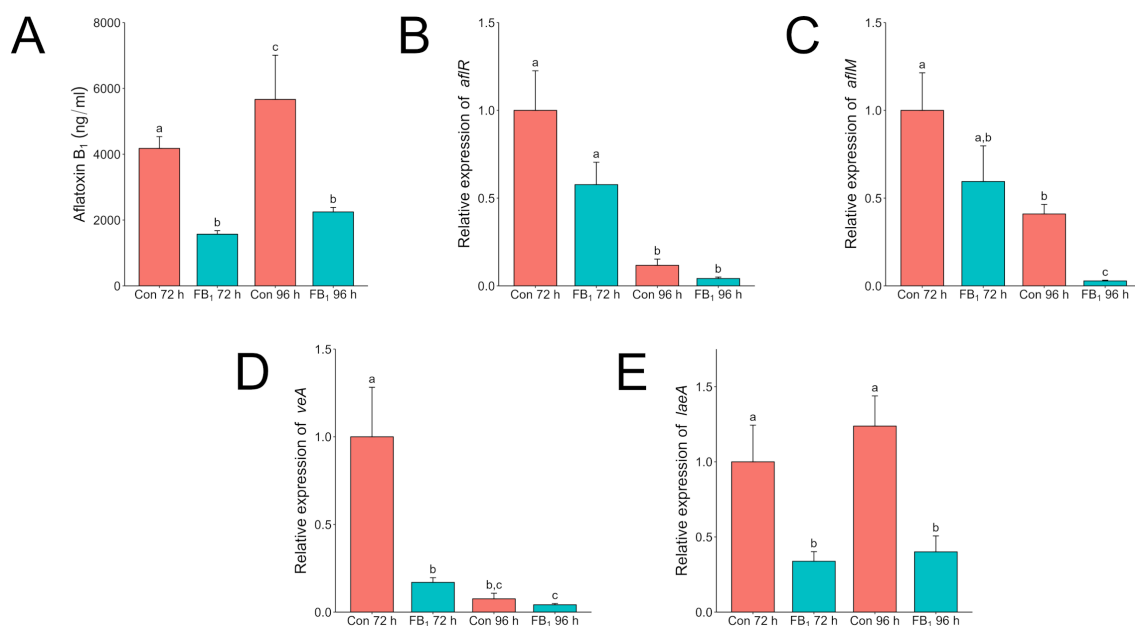 A
Aflatoxin B₁ (ng/ml)
8000
6000
4000
2000
0
a
b
c
b
Con 72 h FB₁ 72 h Con 96 h FB₁ 96 h
B
Relative expression of aflR
1.5
1.0
0.5
0.0
a
a
b
b
Con 72 h FB₁ 72 h Con 96 h FB₁ 96 h
C
Relative expression of aflM
1.5
1.0
0.5
0.0
a
a,b
b
c
Con 72 h FB₁ 72 h Con 96 h FB₁ 96 h
D
Relative expression of veA
1.5
1.0
0.5
0.0
a
b
b,c
c
Con 72 h FB₁ 72 h Con 96 h FB₁ 96 h
E
Relative expression of laeA
1.5
1.0
0.5
0.0
a
b
a
b
Con 72 h FB₁ 72 h Con 96 h FB₁ 96 h